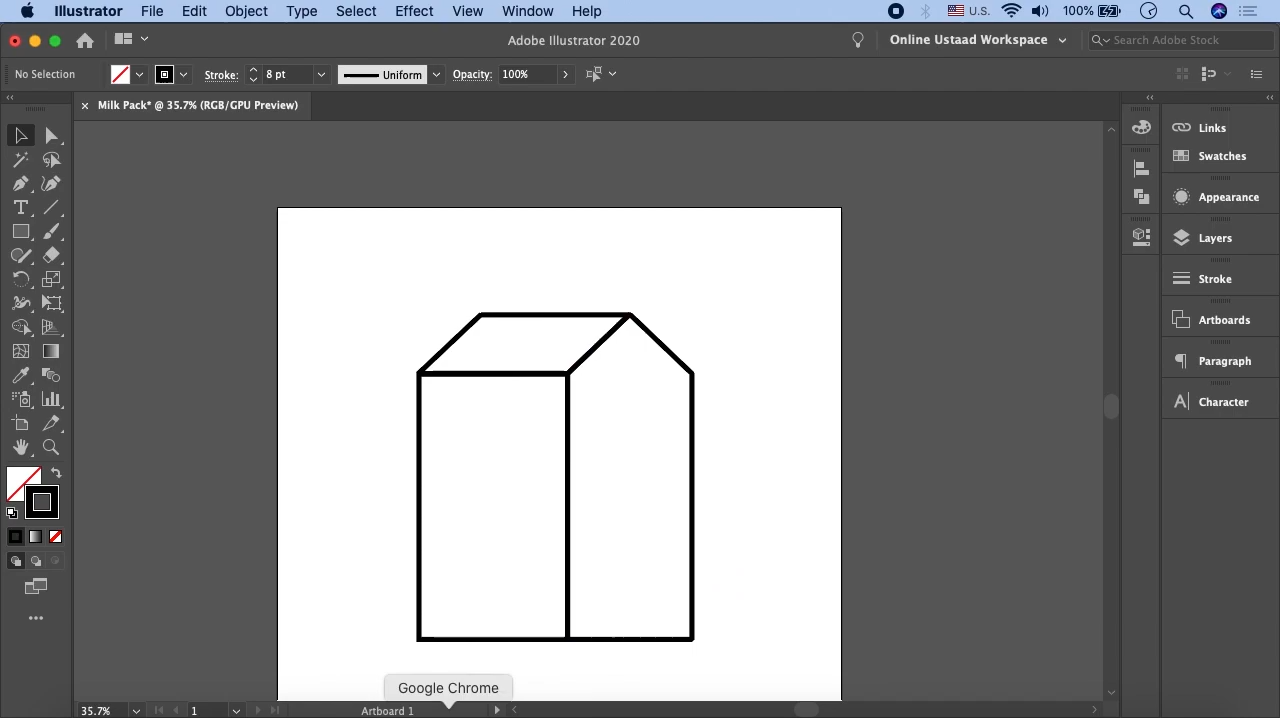 Illustrator File Edit Object Type Select Effect View Window Help U.S. 100%
Adobe Illustrator 2020 Online Ustaad Workspace Search Adobe Stock
No Selection Stroke: 8 pt Uniform Opacity: 100%
Milk Pack* @ 35.7% (RGB/GPU Preview)
Links
Swatches
Appearance
Layers
Stroke
Artboards
Paragraph
Character
Google Chrome
35.7% 1 Artboard 1